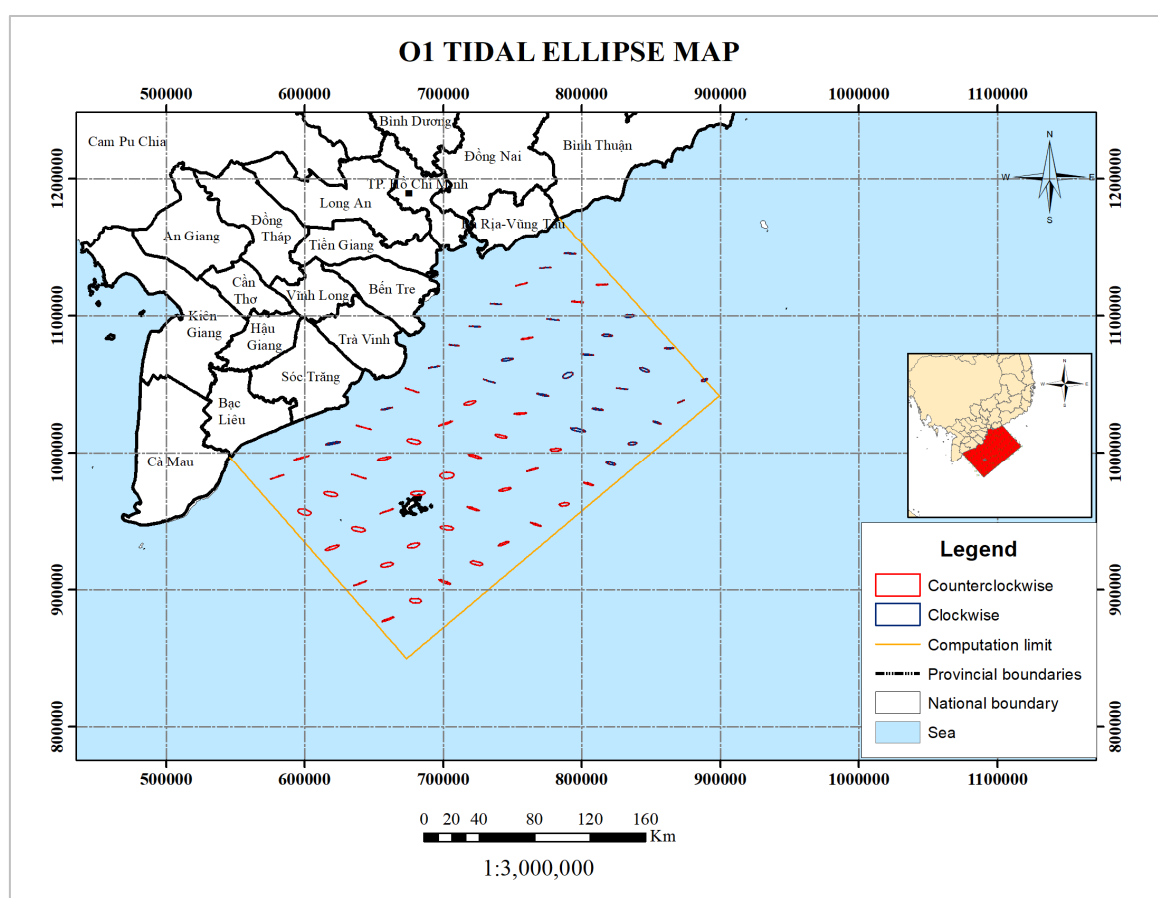 O1 TIDAL ELLIPSE MAP
500000 600000 700000 800000 900000 1000000 1100000
Cam Pu Chia
Bình Dương
Đồng Nai
Bình Thuận
N
W E
S
1200000 1200000
TP. Hồ Chí Minh
Long An
An Giang
Đồng
Tháp
Tiền Giang
Rịa-Vũng Tàu
Cần
Thơ
Vĩnh Long
Bến Tre
1100000 1100000
Kiên
Giang
Hậu
Giang
Trà Vinh
Sóc Trăng
Bạc
Liêu
N
W E
S
1000000 1000000
Cà Mau
900000 900000
Legend
Counterclockwise
Clockwise
Computation limit
Provincial boundaries
National boundary
Sea
800000 800000
500000 600000 700000 800000 900000 1000000 1100000
0 20 40 80 120 160
Km
1:3,000,000